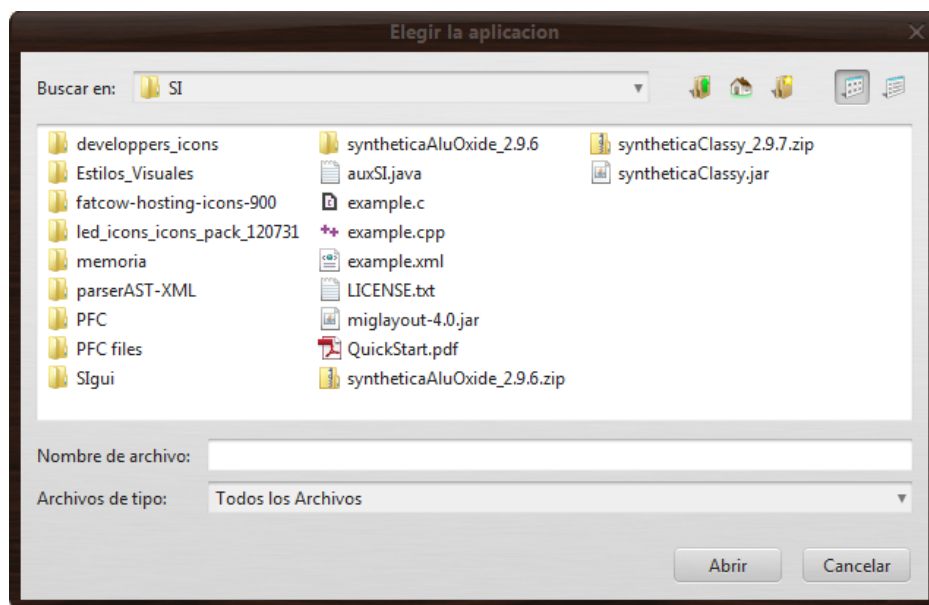 Elegir la aplicacion
Buscar en: SI
developpers_icons
Estilos_Visuales
fatcow-hosting-icons-900
led_icons_icons_pack_120731
memoria
parserAST-XML
PFC
PFC files
SIgui
syntheticaAluOxide_2.9.6
auxSI.java
example.c
example.cpp
example.xml
LICENSE.txt
miglayout-4.0.jar
QuickStart.pdf
syntheticaAluOxide_2.9.6.zip
syntheticaClassy_2.9.7.zip
syntheticaClassy.jar
Nombre de archivo:
Archivos de tipo: Todos los Archivos
Abrir Cancelar